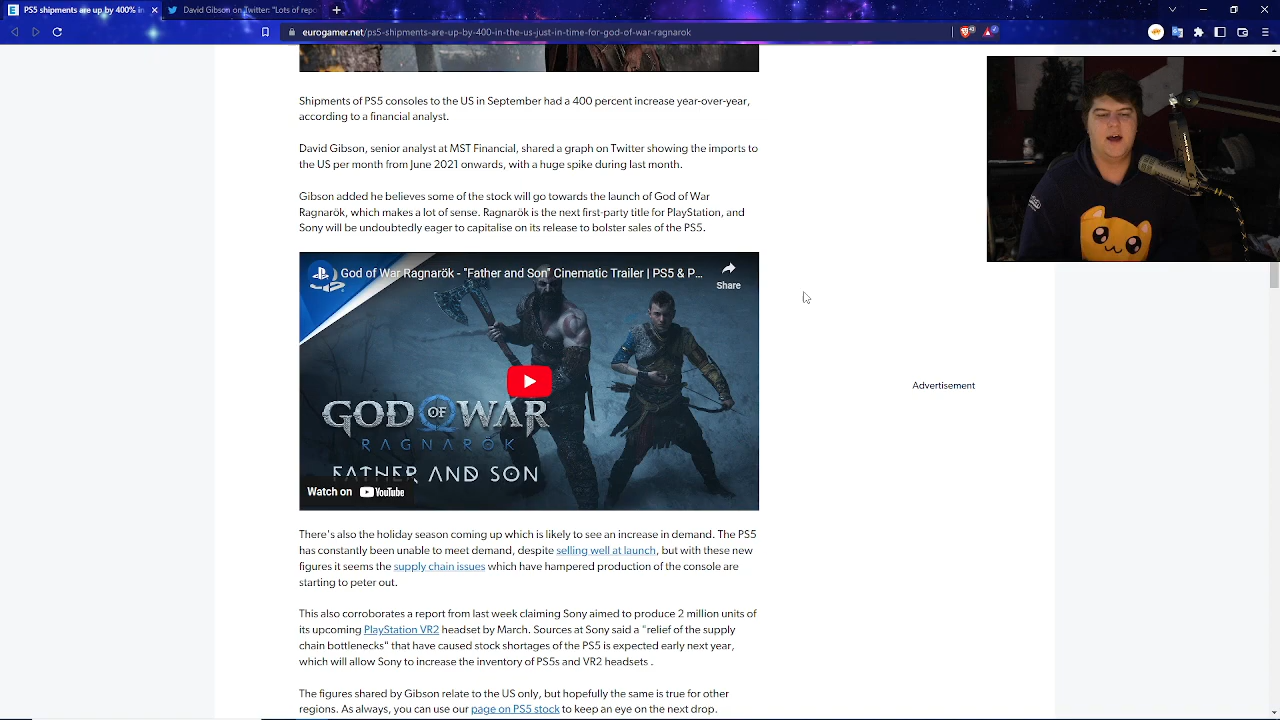 PS5 shipments are up by 400% in
David Gibson on Twitter: "Lots of repo
eurogamer.net/ps5-shipments-are-up-by-400-in-the-us-just-in-time-for-god-of-war-ragnarok
Shipments of PS5 consoles to the US in September had a 400 percent increase year-over-year,
according to a financial analyst.
David Gibson, senior analyst at MST Financial, shared a graph on Twitter showing the imports to
the US per month from June 2021 onwards, with a huge spike during last month.
Gibson added he believes some of the stock will go towards the launch of God of War
Ragnarök, which makes a lot of sense. Ragnarök is the next first-party title for PlayStation, and
Sony will be undoubtedly eager to capitalise on its release to bolster sales of the PS5.
God of War Ragnarök - "Father and Son" Cinematic Trailer | PS5 & P...
Share
GOD OF WAR
RAGNARÖK
FATHER AND SON
Watch on YouTube
Advertisement
There's also the holiday season coming up which is likely to see an increase in demand. The PS5
has constantly been unable to meet demand, despite selling well at launch, but with these new
figures it seems the supply chain issues which have hampered production of the console are
starting to peter out.
This also corroborates a report from last week claiming Sony aimed to produce 2 million units of
its upcoming PlayStation VR2 headset by March. Sources at Sony said a "relief of the supply
chain bottlenecks" that have caused stock shortages of the PS5 is expected early next year,
which will allow Sony to increase the inventory of PS5s and VR2 headsets .
The figures shared by Gibson relate to the US only, but hopefully the same is true for other
regions. As always, you can use our page on PS5 stock to keep an eye on the next drop.